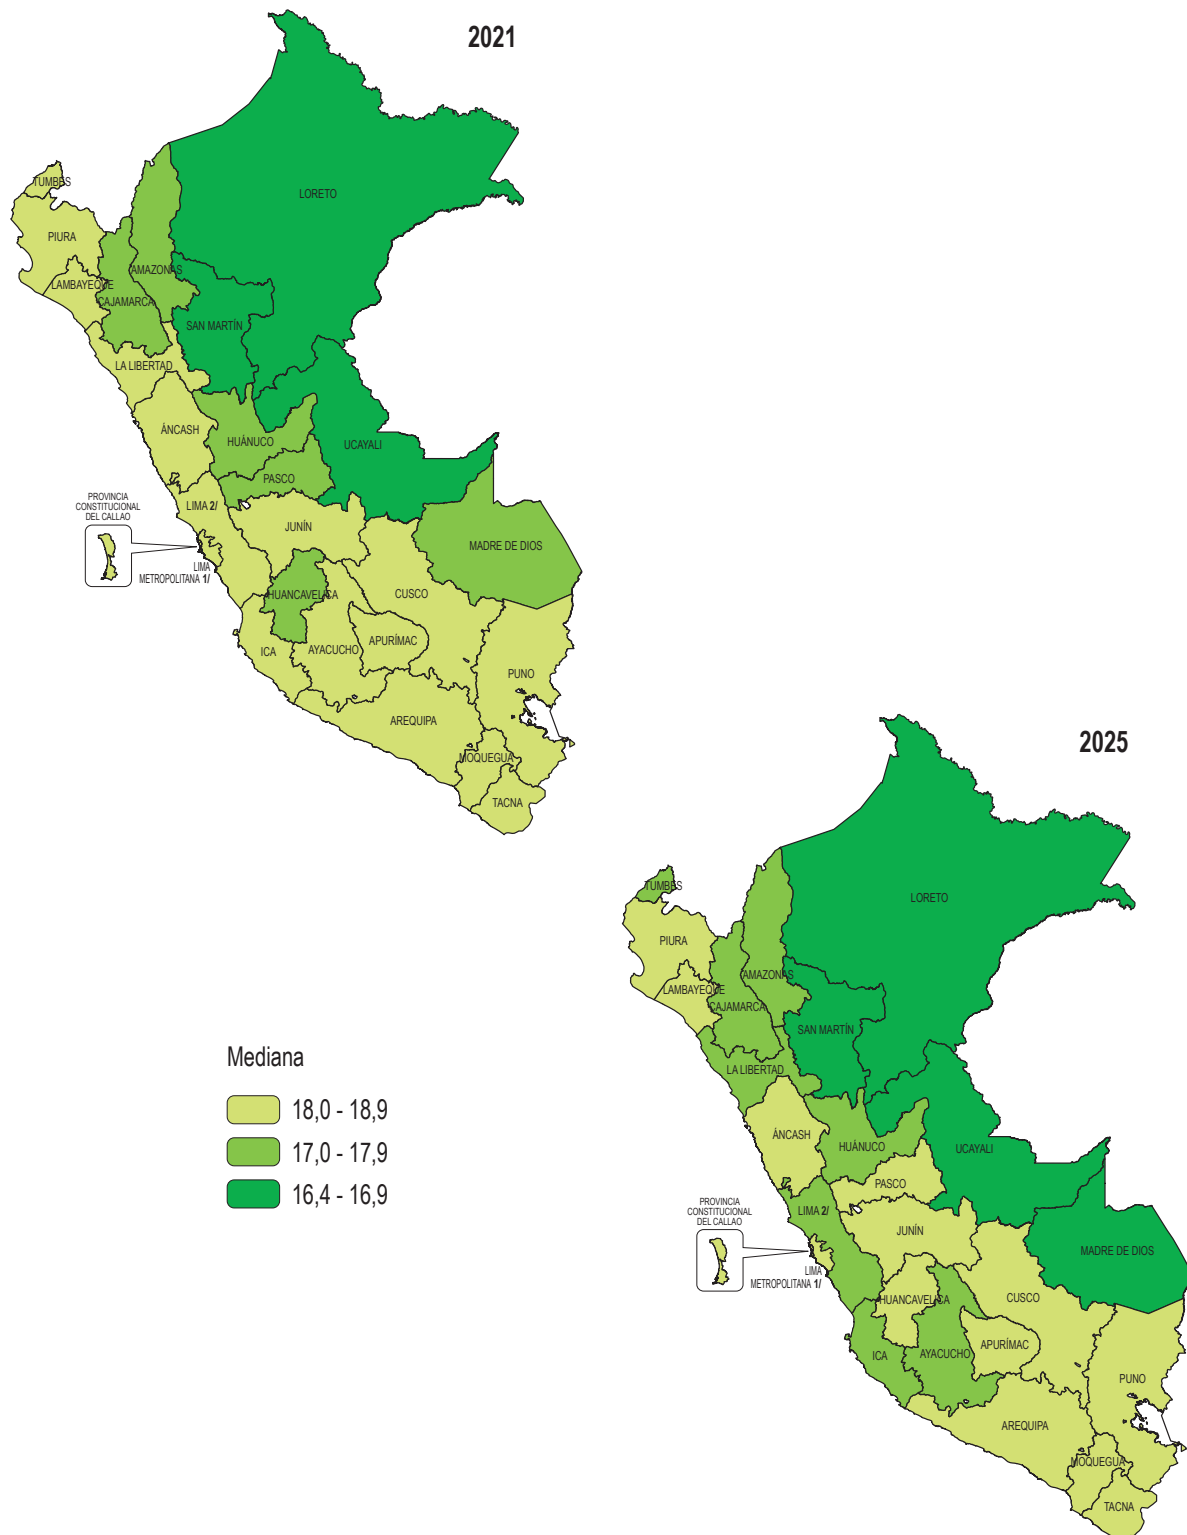 2021
LORETO
TUMBES
PIURA
AMAZONAS
LAMBAYEQUE
CAJAMARCA
SAN MARTÍN
LA LIBERTAD
ÁNCASH
HUÁNUCO
UCAYALI
PASCO
PROVINCIA
CONSTITUCIONAL
DEL CALLAO
LIMA 2/
JUNÍN
MADRE DE DIOS
LIMA
METROPOLITANA 1/
HUANCAVELICA
CUSCO
APURÍMAC
ICA
AYACUCHO
PUNO
AREQUIPA
MOQUEGUA
TACNA
2025
LORETO
TUMBES
PIURA
AMAZONAS
LAMBAYEQUE
CAJAMARCA
SAN MARTÍN
LA LIBERTAD
ÁNCASH
HUÁNUCO
UCAYALI
PASCO
PROVINCIA
CONSTITUCIONAL
DEL CALLAO
LIMA 2/
JUNÍN
MADRE DE DIOS
LIMA
METROPOLITANA 1/
HUANCAVELICA
CUSCO
APURÍMAC
ICA
AYACUCHO
PUNO
AREQUIPA
MOQUEGUA
TACNA
Mediana
18,0 - 18,9
17,0 - 17,9
16,4 - 16,9